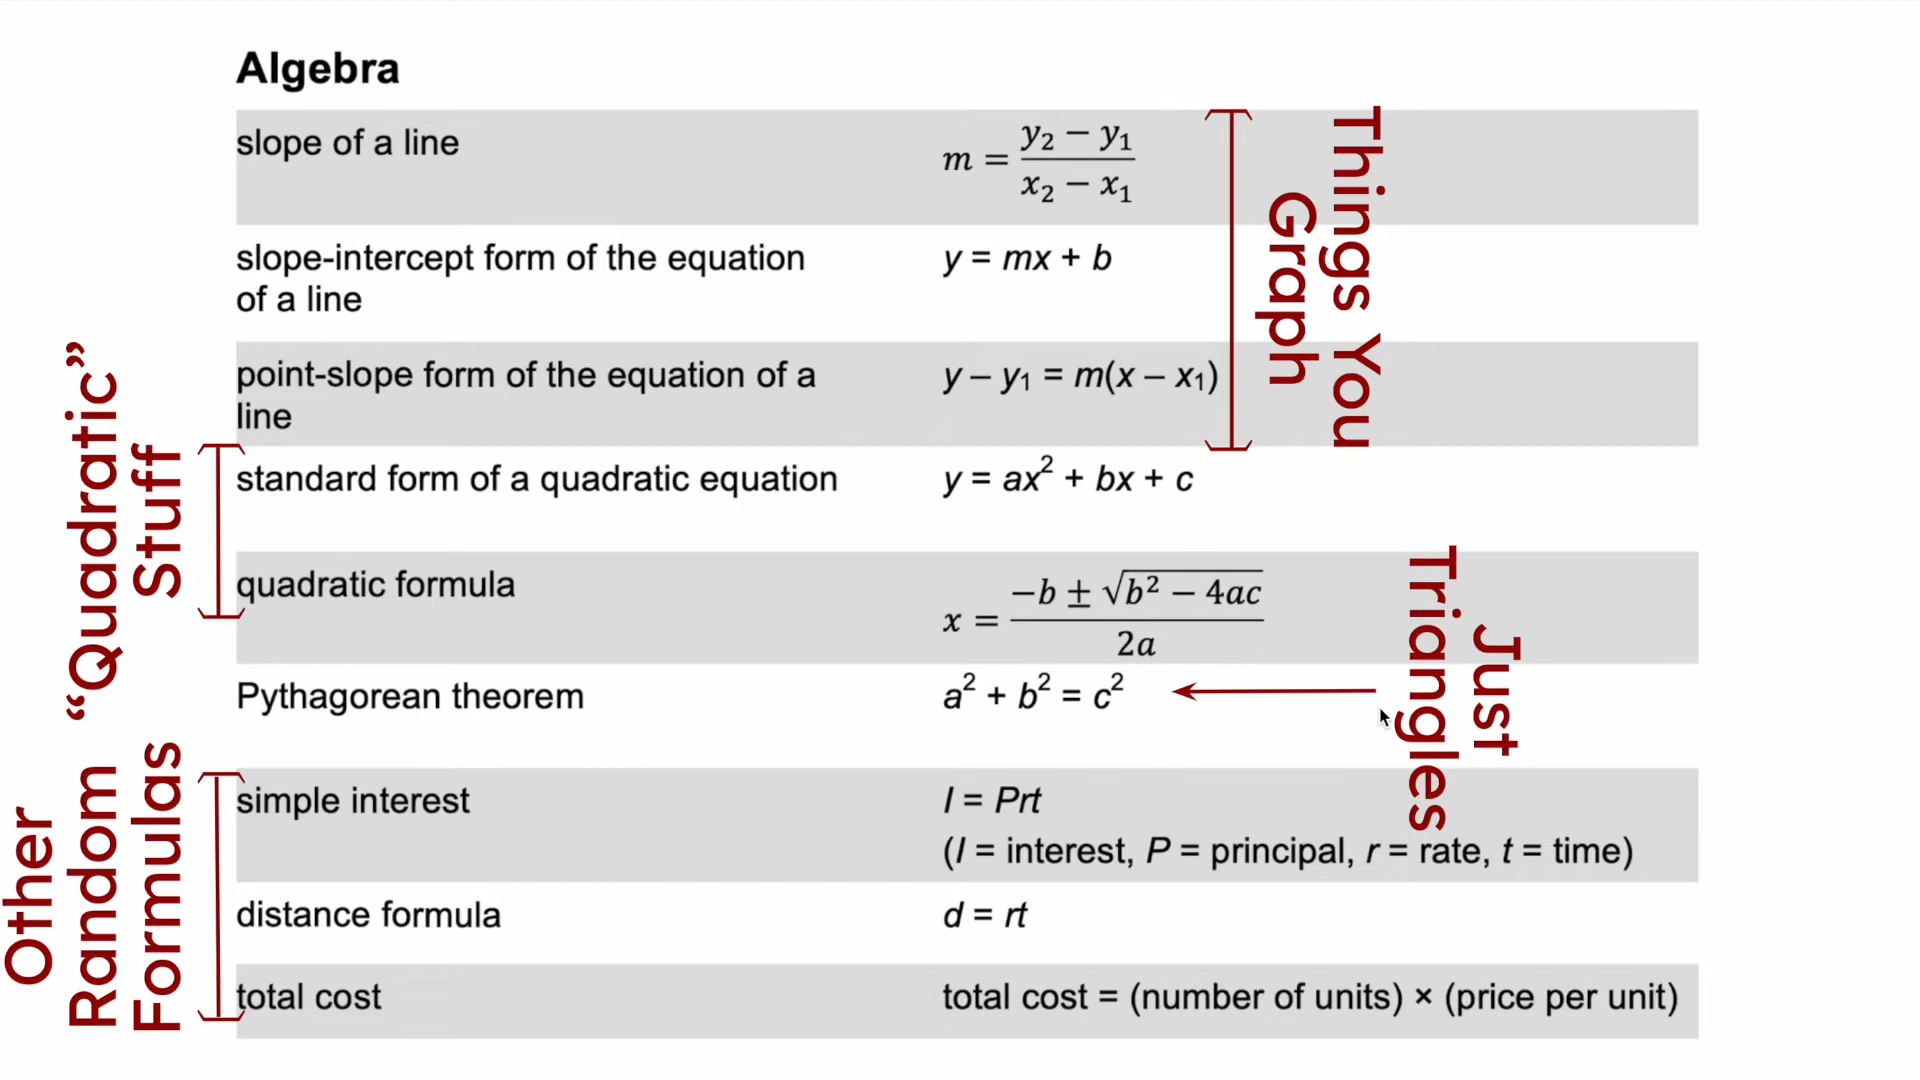 Algebra
slope of a line
m = (y₂ − y₁)/(x₂ − x₁)
slope-intercept form of the equation
of a line
y = mx + b
point-slope form of the equation of a
line
y – y₁ = m(x – x₁)
standard form of a quadratic equation
y = ax² + bx + c
quadratic formula
x = (−b ± √(b² − 4ac))/2a
Pythagorean theorem
a² + b² = c²
simple interest
I = Prt
(I = interest, P = principal, r = rate, t = time)
distance formula
d = rt
total cost
total cost = (number of units) × (price per unit)
Things You
Graph
“Quadratic”
Stuff
Just
Triangles
Other
Random
Formulas